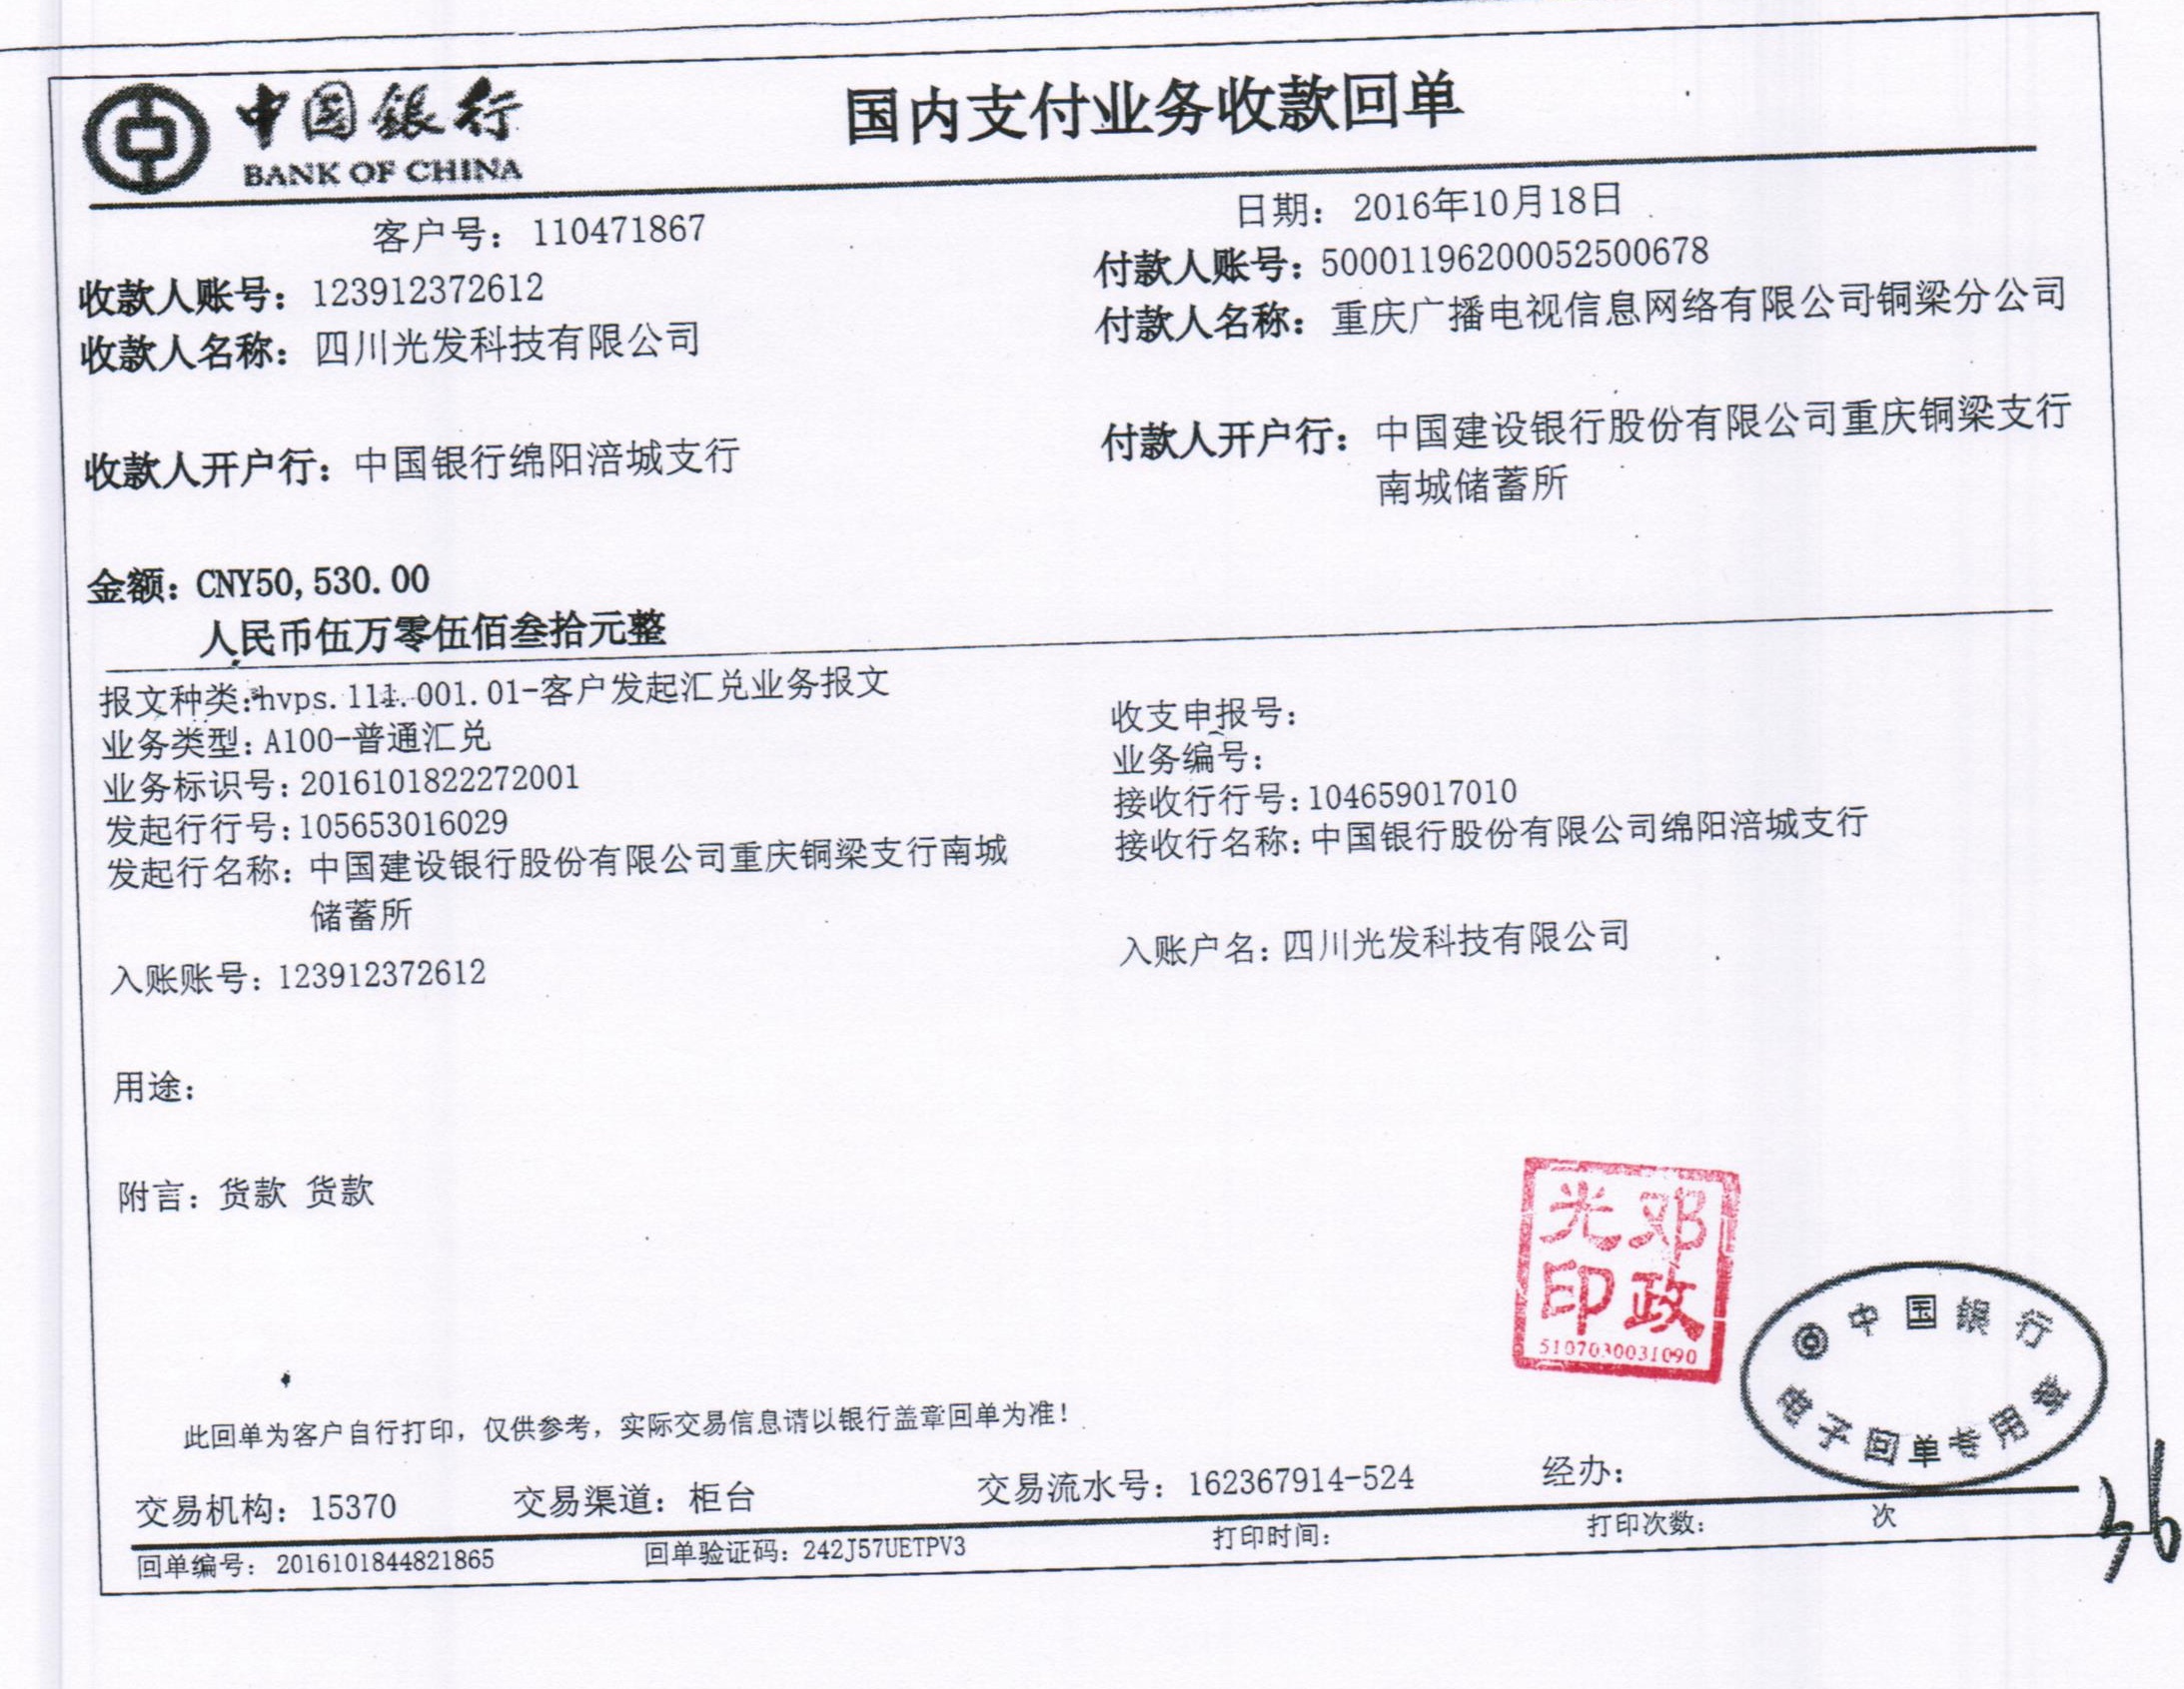 中国银行
BANK OF CHINA
国内支付业务收款回单
客户号：110471867
日期：2016年10月18日
收款人账号：123912372612
付款人账号：50001196200052500678
收款人名称：四川光发科技有限公司
付款人名称：重庆广播电视信息网络有限公司铜梁分公司
收款人开户行：中国银行绵阳涪城支行
付款人开户行：中国建设银行股份有限公司重庆铜梁支行
南城储蓄所
金额：CNY50,530.00
人民币伍万零伍佰叁拾元整
报文种类：hvps.111.001.01-客户发起汇兑业务报文
业务类型：A100-普通汇兑
业务标识号：2016101822272001
发起行行号：105653016029
发起行名称：中国建设银行股份有限公司重庆铜梁支行南城
储蓄所
入账账号：123912372612
收支申报号：
业务编号：
接收行行号：104659017010
接收行名称：中国银行股份有限公司绵阳涪城支行
入账户名：四川光发科技有限公司
用途：
附言：货款 货款
邓政
光印
5107030031090
中国银行
电子回单专用章
此回单为客户自行打印，仅供参考，实际交易信息请以银行盖章回单为准！
交易机构：15370
交易渠道：柜台
交易流水号：162367914-524
经办：
回单编号：2016101844821865
回单验证码：242J57UETPV3
打印时间：
打印次数： 次
36